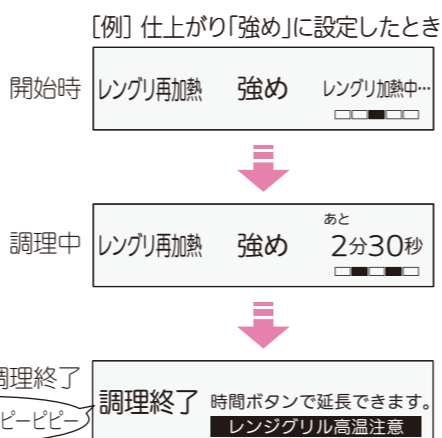 [例] 仕上がり「強め」に設定したとき
開始時
レングリ再加熱 強め レングリ加熱中…
調理中
レングリ再加熱 強め あと
2分30秒
調理終了
ピーピピー
調理終了 時間ボタンで延長できます。
レンジグリル高温注意